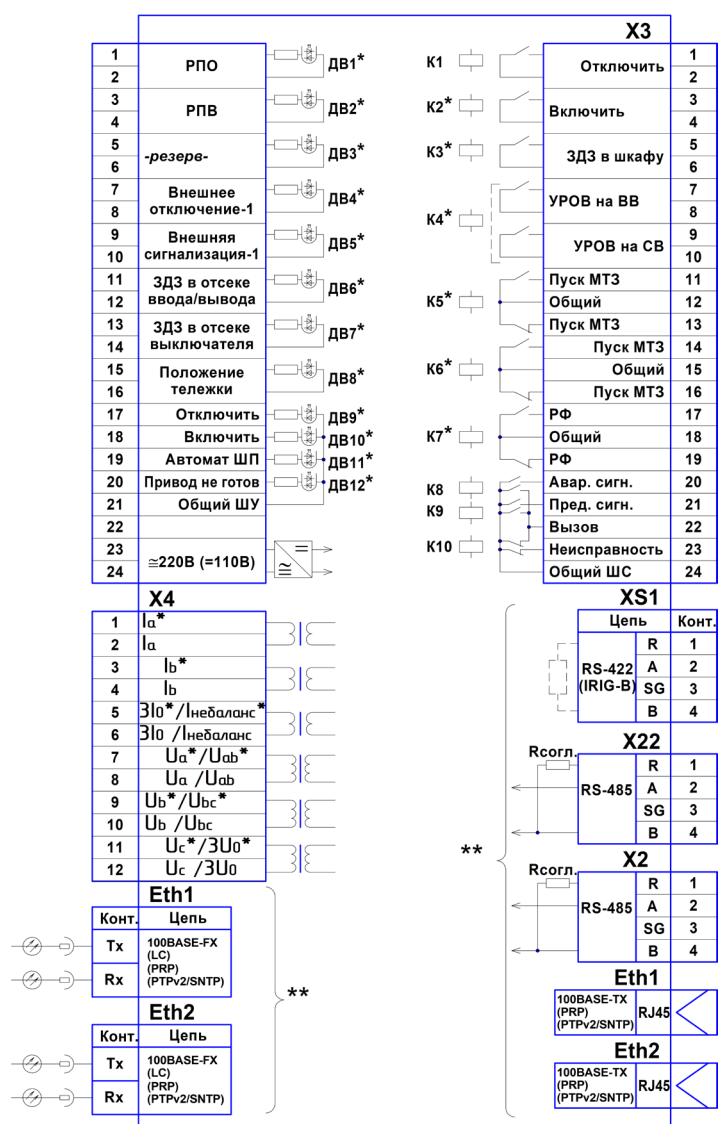 X3
1
РПО
2
ДВ1*
3
РПВ
4
ДВ2*
5
-резерв-
6
ДВ3*
7
Внешнее
отключение-1
8
ДВ4*
9
Внешняя
сигнализация-1
10
ДВ5*
11
ЗДЗ в отсеке
ввода/вывода
12
ДВ6*
13
ЗДЗ в отсеке
выключателя
14
ДВ7*
15
Положение
тележки
16
ДВ8*
17 Отключить ДВ9*
18 Включить ДВ10*
19 Автомат ШП ДВ11*
20 Привод не готов ДВ12*
21 Общий ШУ
22
23
≅220В (=110В)
24
=
≅
К1
Отключить
1
2
К2*
Включить
3
4
К3*
ЗДЗ в шкафу
5
6
К4*
УРОВ на ВВ
7
8
УРОВ на СВ
9
10
К5*
Пуск МТЗ 11
Общий 12
Пуск МТЗ 13
К6*
Пуск МТЗ 14
Общий 15
Пуск МТЗ 16
К7*
РФ 17
Общий 18
РФ 19
К8
К9
К10
Авар. сигн. 20
Пред. сигн. 21
Вызов 22
Неисправность 23
Общий ШС 24
X4
1 Ia*
2 Ia
3 Ib*
4 Ib
5 3I0*/Iнебаланс*
6 3I0 /Iнебаланс
7 Ua*/Uab*
8 Ua /Uab
9 Ub*/Ubc*
10 Ub /Ubc
11 Uc*/3U0*
12 Uc /3U0
Eth1
Конт. Цепь
Tx
Rx
100BASE-FX
(LC)
(PRP)
(PTPv2/SNTP)
**
Eth2
Конт. Цепь
Tx
Rx
100BASE-FX
(LC)
(PRP)
(PTPv2/SNTP)
**
XS1
Цепь Конт.
RS-422
(IRIG-B)
R 1
A 2
SG 3
B 4
X22
Rсогл.
RS-485
R 1
A 2
SG 3
B 4
X2
Rсогл.
RS-485
R 1
A 2
SG 3
B 4
Eth1
100BASE-TX
(PRP)
(PTPv2/SNTP)
RJ45
Eth2
100BASE-TX
(PRP)
(PTPv2/SNTP)
RJ45